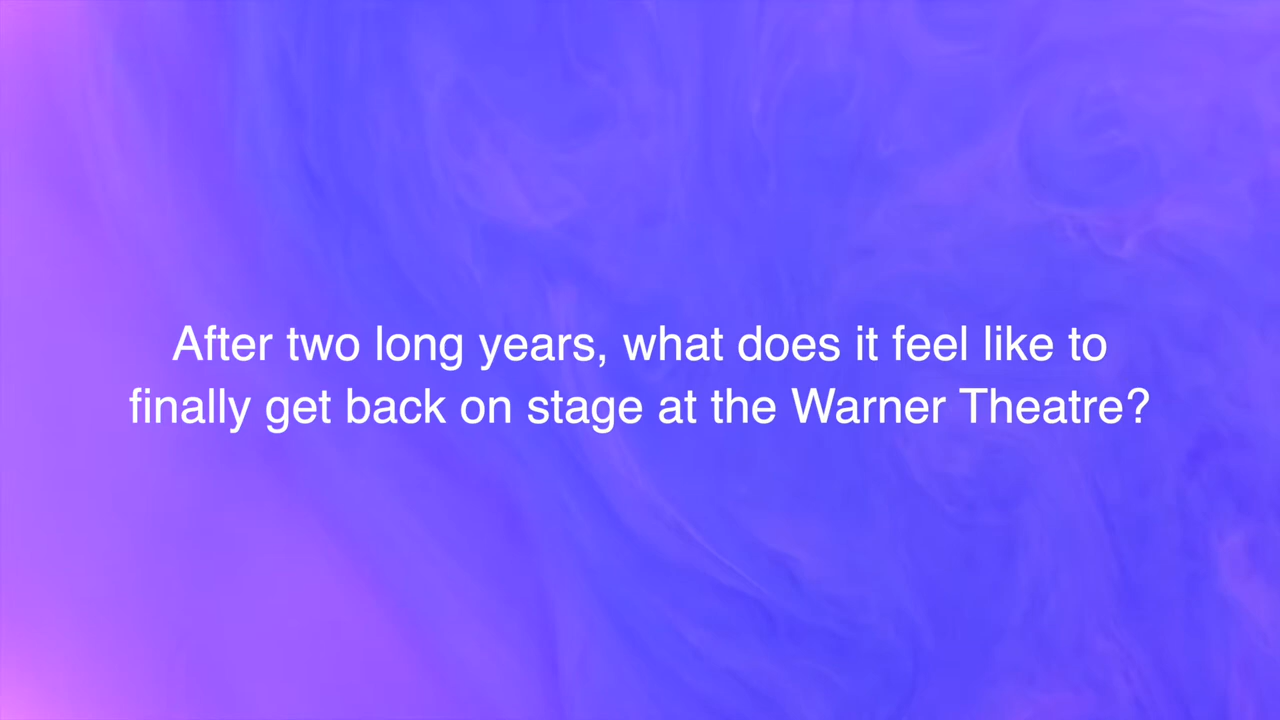 After two long years, what does it feel like to
finally get back on stage at the Warner Theatre?